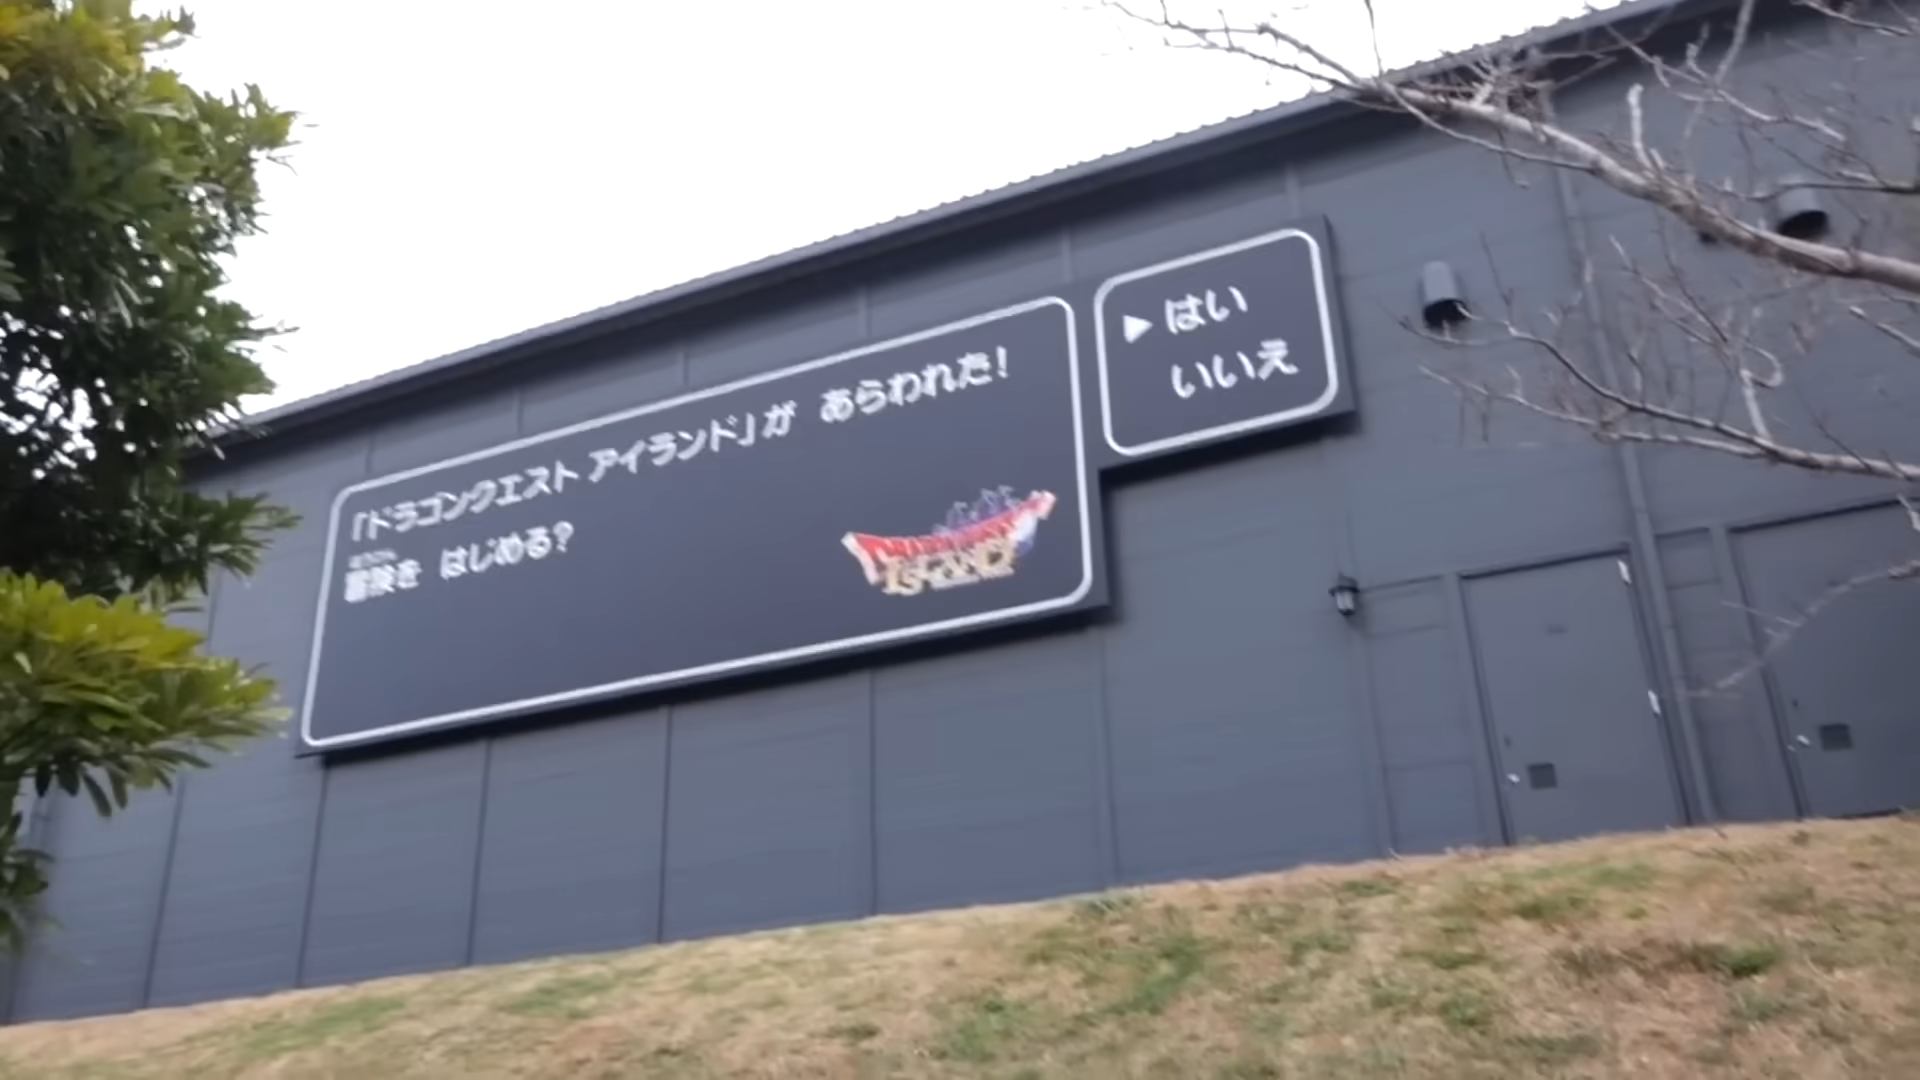 「ドラゴンクエスト アイランド」が あらわれた!
冒険を はじめる?
はい
いいえ
ISLAND